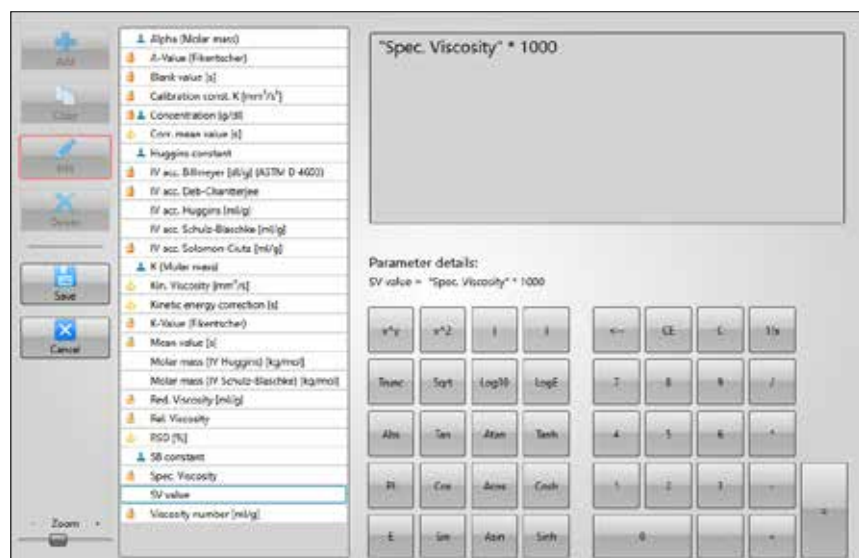 Add
Copy
Edit
Delete
Save
Cancel
- Zoom +
Alpha (Molar mass)
A-Value (Fikentscher)
Blank value [s]
Calibration const. K [mm²/s²]
Concentration [g/dl]
Corr. mean value [s]
Huggins constant
IV acc. Billmeyer [dl/g] (ASTM D 4603)
IV acc. Deb-Chanterjee
IV acc. Huggins [ml/g]
IV acc. Schulz-Blaschke [ml/g]
IV acc. Solomon-Ciuta [ml/g]
K (Molar mass)
Kin. Viscosity [mm²/s]
Kinetic energy correction [s]
K-Value (Fikentscher)
Mean value [s]
Molar mass (IV Huggins) [kg/mol]
Molar mass (IV Schulz-Blaschke) [kg/mol]
Red. Viscosity [ml/g]
Rel. Viscosity
RSD [%]
SB constant
Spec. Viscosity
SV value
Viscosity number [ml/g]
"Spec. Viscosity" * 1000
Parameter details:
SV value = "Spec. Viscosity" * 1000
x^y x^2 ( ) <-- CE C 1/x
Trunc Sqrt Log10 LogE 7 8 9 /
Abs Tan Atan Tanh 4 5 6 *
PI Cos Acos Cosh 1 2 3 -
E Sin Asin Sinh 0 . + =